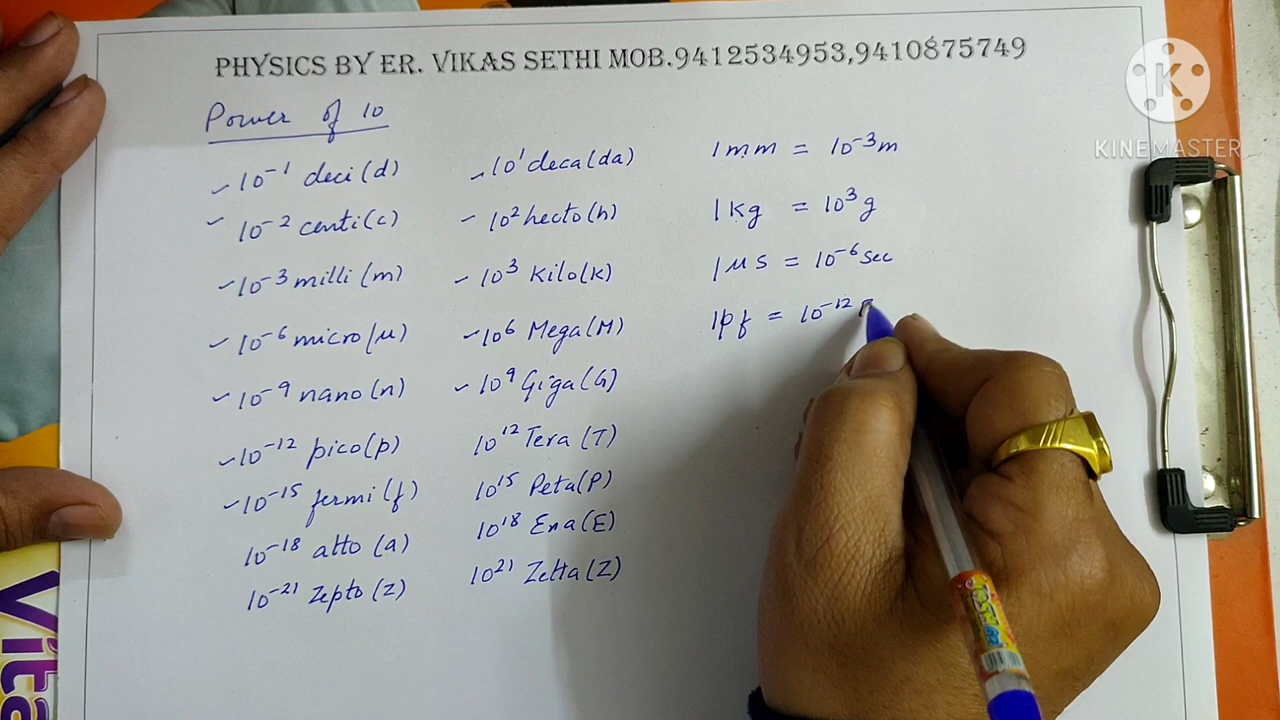 PHYSICS BY ER. VIKAS SETHI MOB.9412534953,9410875749
KINEMASTER
Power of 10
10⁻¹ deci (d)
10⁻² centi (c)
10⁻³ milli (m)
10⁻⁶ micro (μ)
10⁻⁹ nano (n)
10⁻¹² pico (p)
10⁻¹⁵ fermi (f)
10⁻¹⁸ atto (a)
10⁻²¹ Zepto (z)
10¹ deca (da)
10² hecto (h)
10³ Kilo (K)
10⁶ Mega (M)
10⁹ Giga (G)
10¹² Tera (T)
10¹⁵ Peta (P)
10¹⁸ Exa (E)
10²¹ Zetta (Z)
1mm = 10⁻³m
1kg = 10³g
1μs = 10⁻⁶sec
1pf = 10⁻¹²
Vita